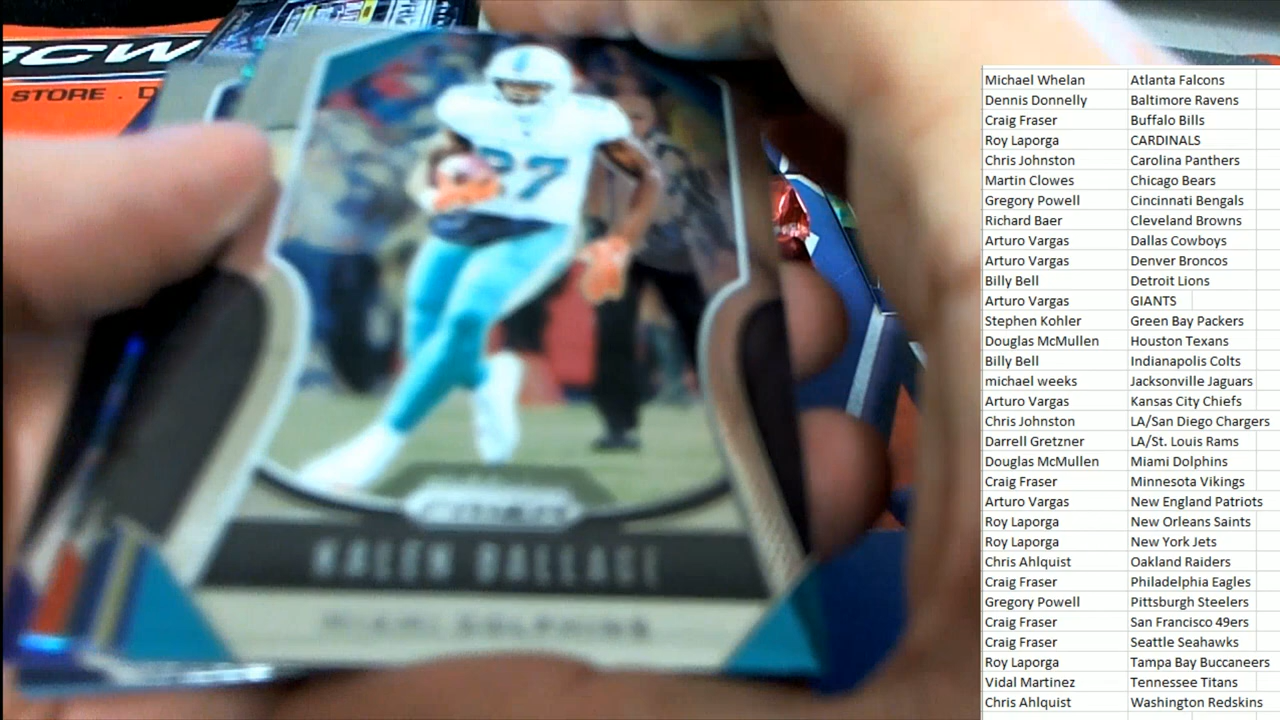 BCW
STORE . D
27
PRIZM
KALEN BALLAGE
MIAMI DOLPHINS
Michael Whelan Atlanta Falcons
Dennis Donnelly Baltimore Ravens
Craig Fraser Buffalo Bills
Roy Laporga CARDINALS
Chris Johnston Carolina Panthers
Martin Clowes Chicago Bears
Gregory Powell Cincinnati Bengals
Richard Baer Cleveland Browns
Arturo Vargas Dallas Cowboys
Arturo Vargas Denver Broncos
Billy Bell Detroit Lions
Arturo Vargas GIANTS
Stephen Kohler Green Bay Packers
Douglas McMullen Houston Texans
Billy Bell Indianapolis Colts
michael weeks Jacksonville Jaguars
Arturo Vargas Kansas City Chiefs
Chris Johnston LA/San Diego Chargers
Darrell Gretzner LA/St. Louis Rams
Douglas McMullen Miami Dolphins
Craig Fraser Minnesota Vikings
Arturo Vargas New England Patriots
Roy Laporga New Orleans Saints
Roy Laporga New York Jets
Chris Ahlquist Oakland Raiders
Craig Fraser Philadelphia Eagles
Gregory Powell Pittsburgh Steelers
Craig Fraser San Francisco 49ers
Craig Fraser Seattle Seahawks
Roy Laporga Tampa Bay Buccaneers
Vidal Martinez Tennessee Titans
Chris Ahlquist Washington Redskins